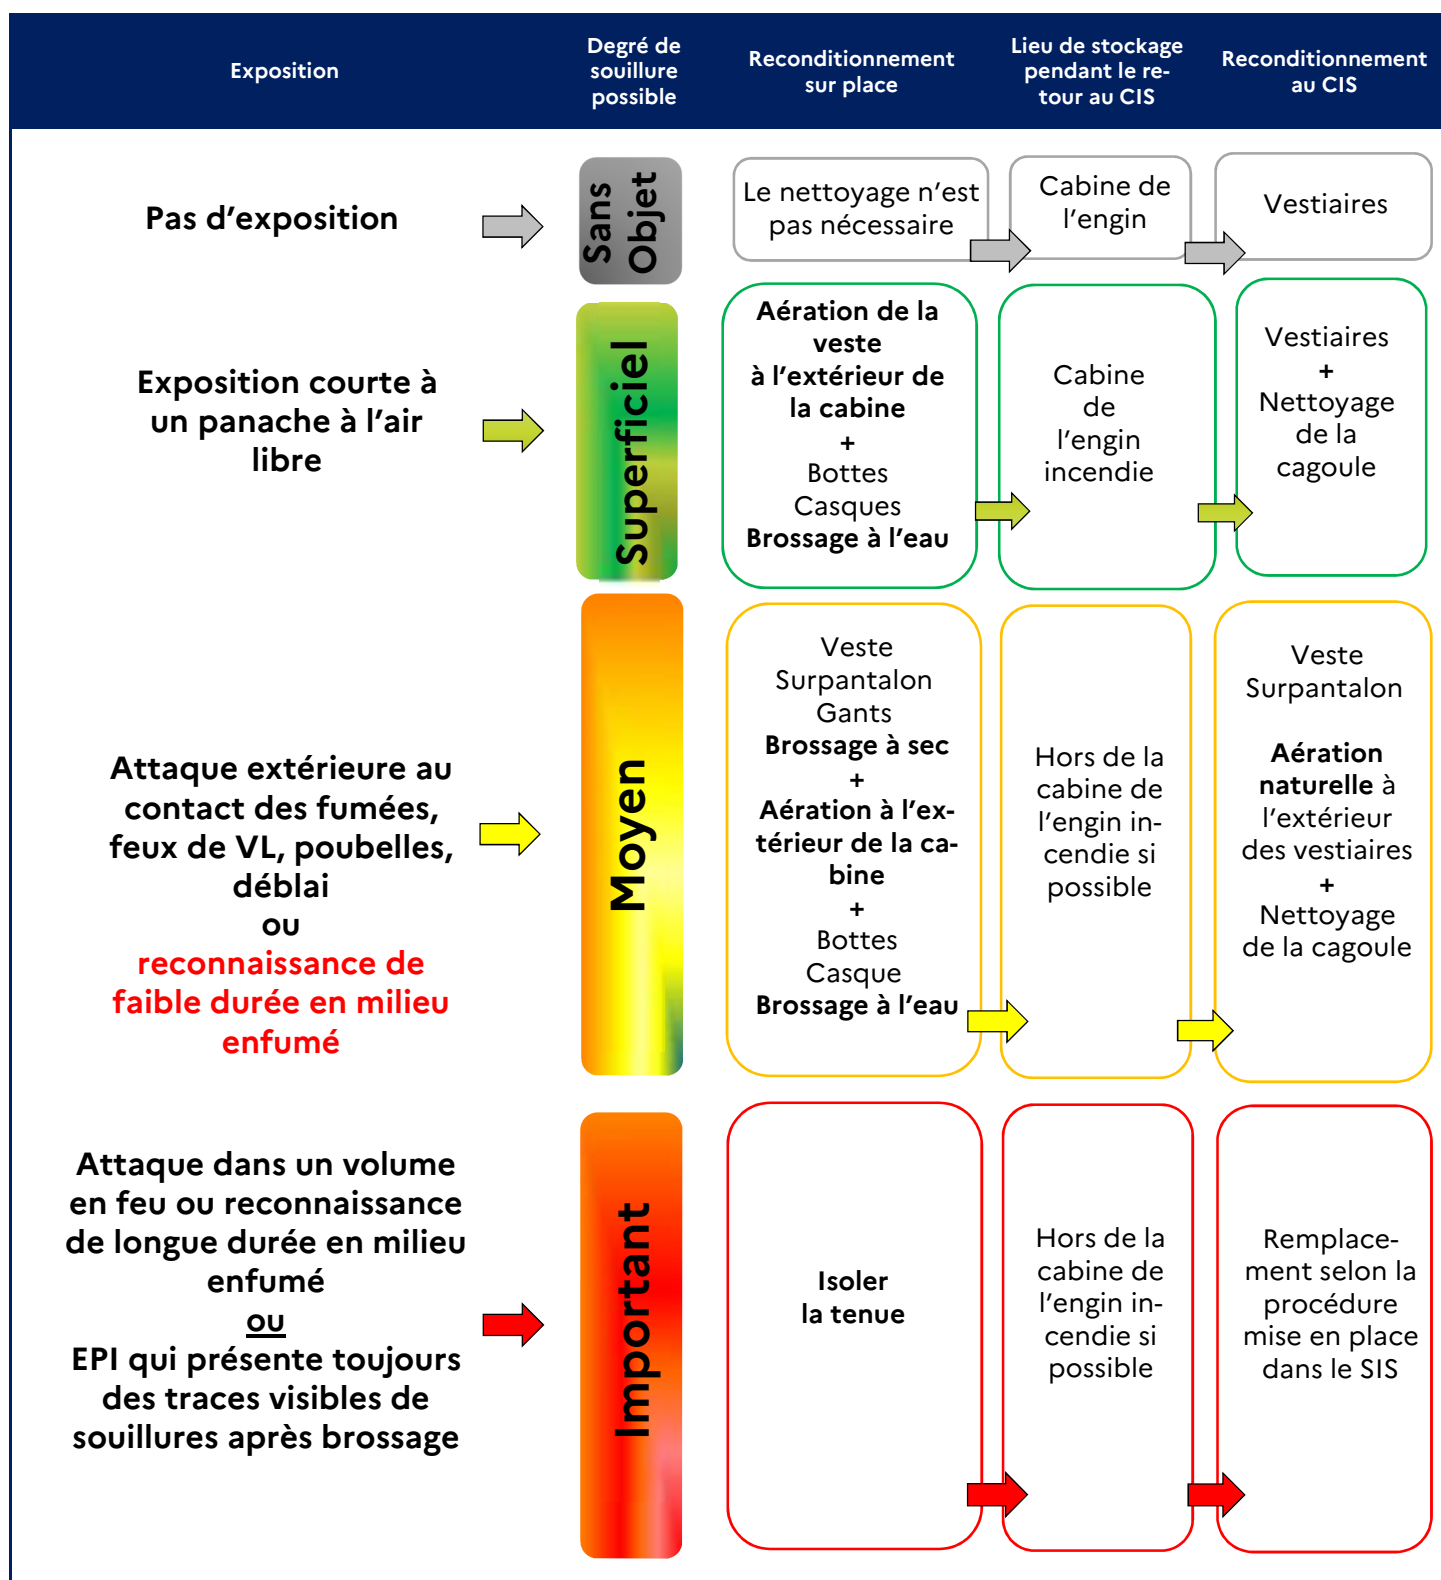 Exposition
Degré de
souillure
possible
Reconditionnement
sur place
Lieu de stockage
pendant le re-
tour au CIS
Reconditionnement
au CIS
Pas d'exposition
Sans
Objet
Le nettoyage n'est
pas nécessaire
Cabine de
l'engin
Vestiaires
Exposition courte à
un panache à l'air
libre
Superficiel
Aération de la
veste
à l'extérieur de
la cabine
+
Bottes
Casques
Brossage à l'eau
Cabine
de
l'engin
incendie
Vestiaires
+
Nettoyage
de la
cagoule
Attaque extérieure au
contact des fumées,
feux de VL, poubelles,
déblai
ou
reconnaissance de
faible durée en milieu
enfumé
Moyen
Veste
Surpantalon
Gants
Brossage à sec
+
Aération à l'ex-
térieur de la ca-
bine
+
Bottes
Casque
Brossage à l'eau
Hors de la
cabine de
l'engin in-
cendie si
possible
Veste
Surpantalon
Aération
naturelle à
l'extérieur
des vestiaires
+
Nettoyage
de la cagoule
Attaque dans un volume
en feu ou reconnaissance
de longue durée en milieu
enfumé
ou
EPI qui présente toujours
des traces visibles de
souillures après brossage
Important
Isoler
la tenue
Hors de la
cabine de
l'engin in-
cendie si
possible
Remplace-
ment selon la
procédure
mise en place
dans le SIS